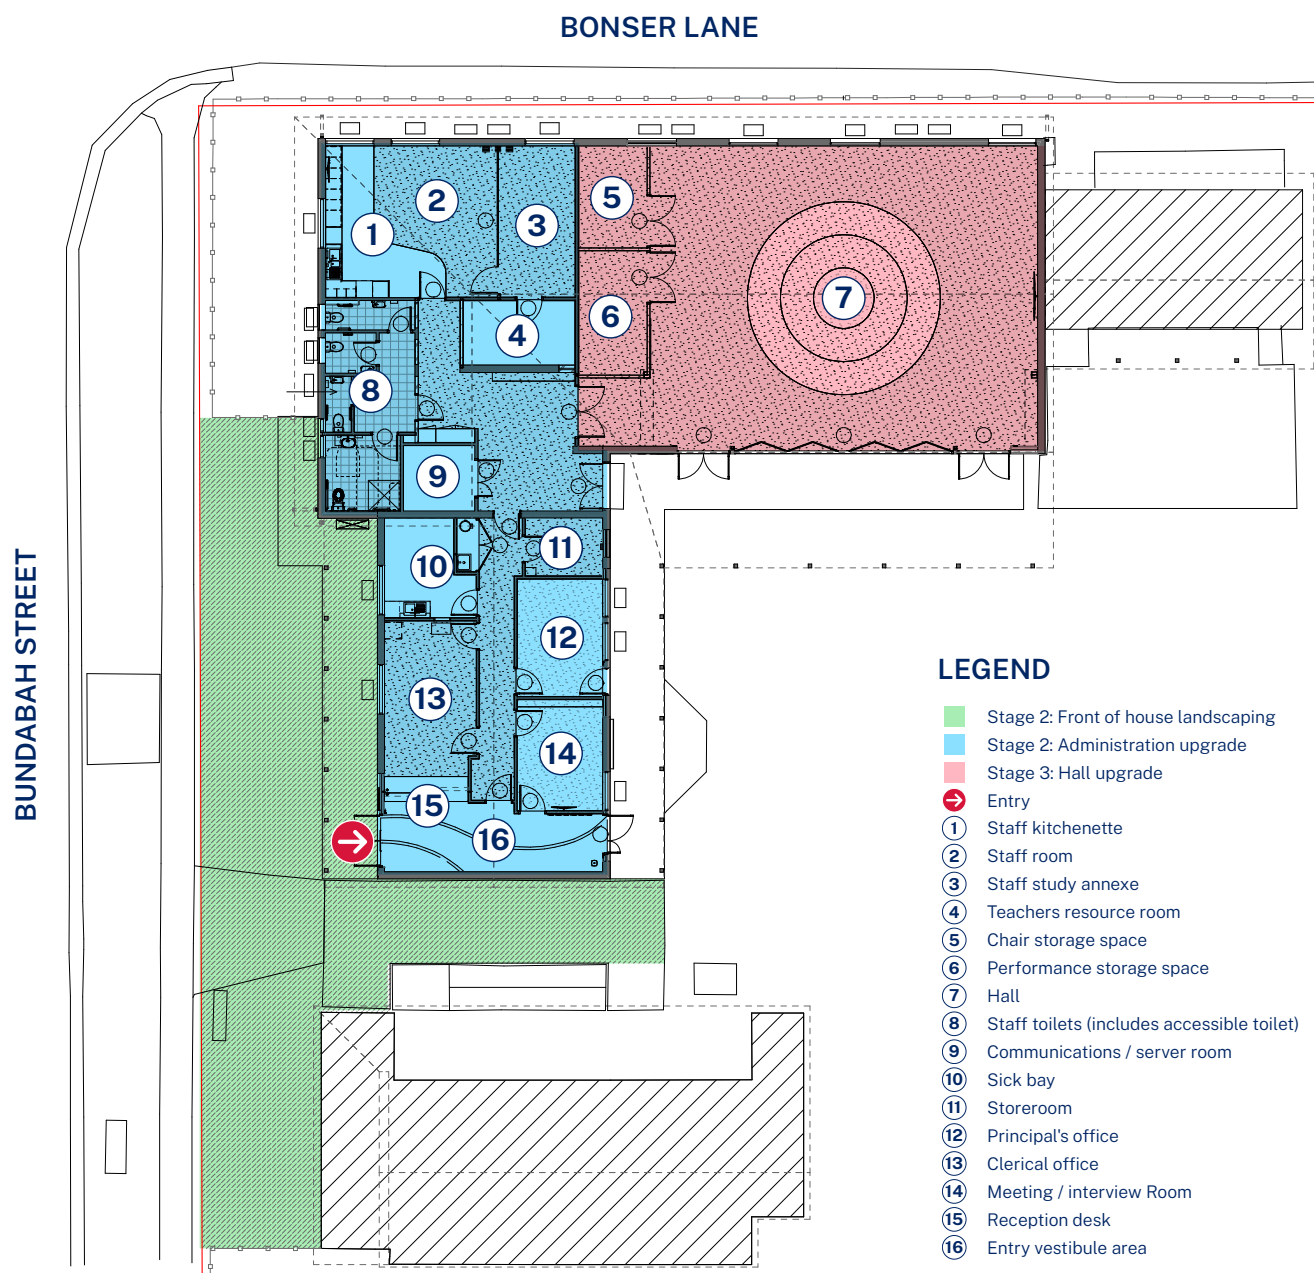 BONSER LANE
1
2
3
4
5
6
7
8
9
10
11
12
13
14
15
16
BUNDABAH STREET
LEGEND
Stage 2: Front of house landscaping
Stage 2: Administration upgrade
Stage 3: Hall upgrade
Entry
1 Staff kitchenette
2 Staff room
3 Staff study annexe
4 Teachers resource room
5 Chair storage space
6 Performance storage space
7 Hall
8 Staff toilets (includes accessible toilet)
9 Communications / server room
10 Sick bay
11 Storeroom
12 Principal's office
13 Clerical office
14 Meeting / interview Room
15 Reception desk
16 Entry vestibule area